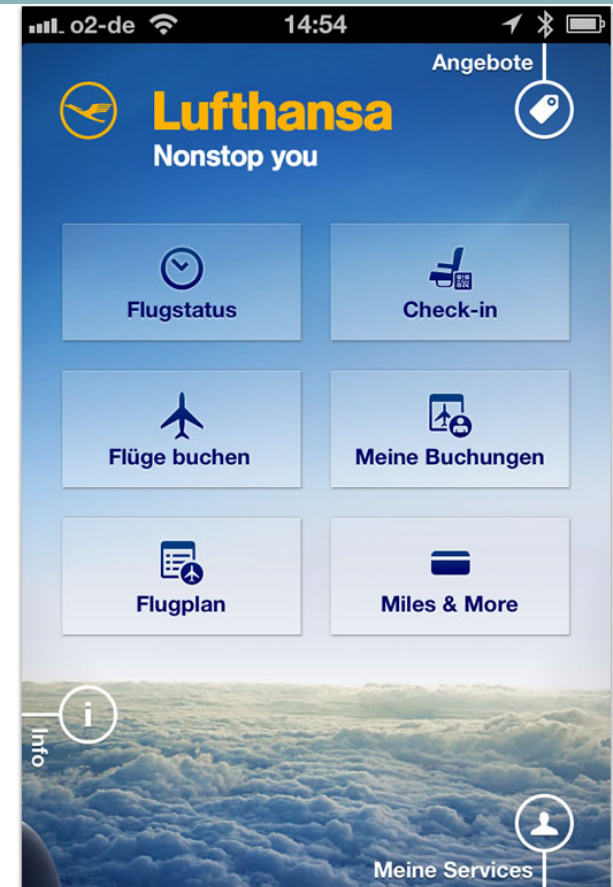 o2-de 14:54
Angebote
Lufthansa
Nonstop you
Flugstatus
Check-in
Flüge buchen
Meine Buchungen
Flugplan
Miles & More
i
Info
Meine Services